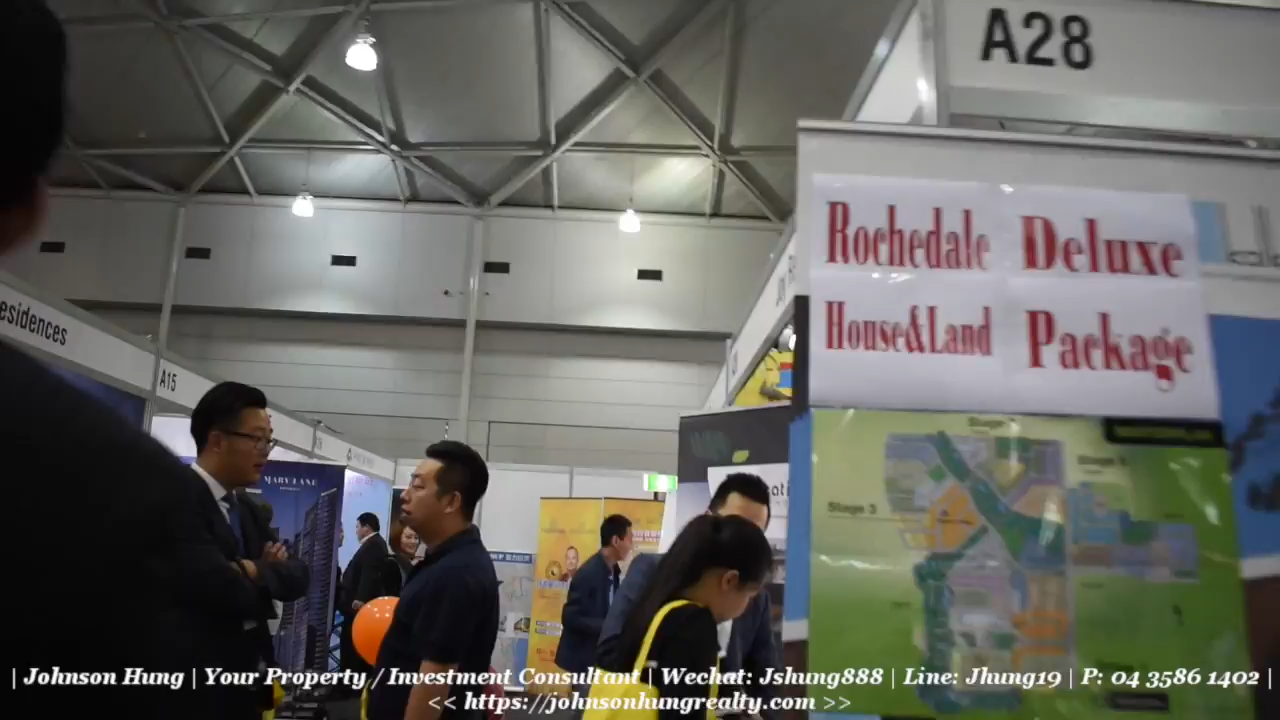 A28
Rochedale Deluxe
House&Land Package
esidences
A15
MARYLAND
Stage 3
| Johnson Hung | Your Property / Investment Consultant | Wechat: Jshung888 | Line: Jhung19 | P: 04 3586 1402 |
<< https://johnsonhungrealty.com >>